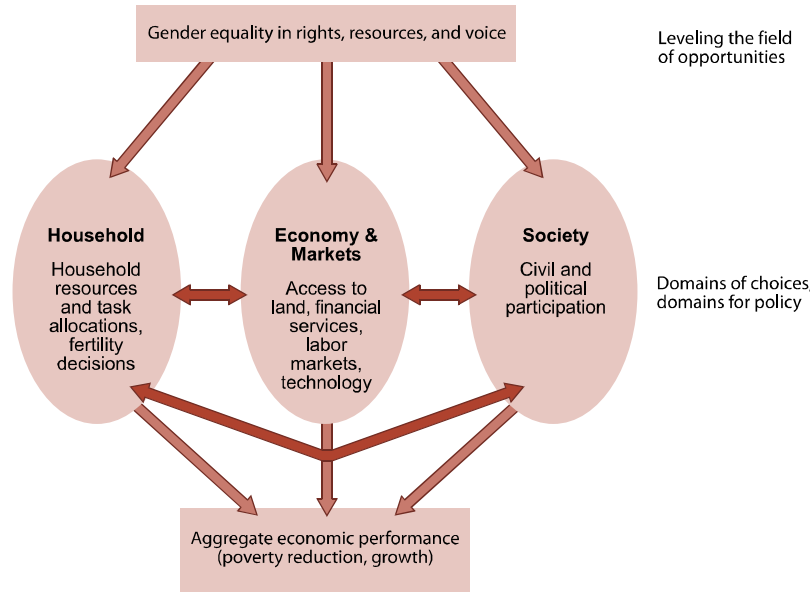 Gender equality in rights, resources, and voice
Leveling the field
of opportunities
Household
Household
resources
and task
allocations,
fertility
decisions
Economy &
Markets
Access to
land, financial
services,
labor
markets,
technology
Society
Civil and
political
participation
Domains of choices,
domains for policy
Aggregate economic performance
(poverty reduction, growth)